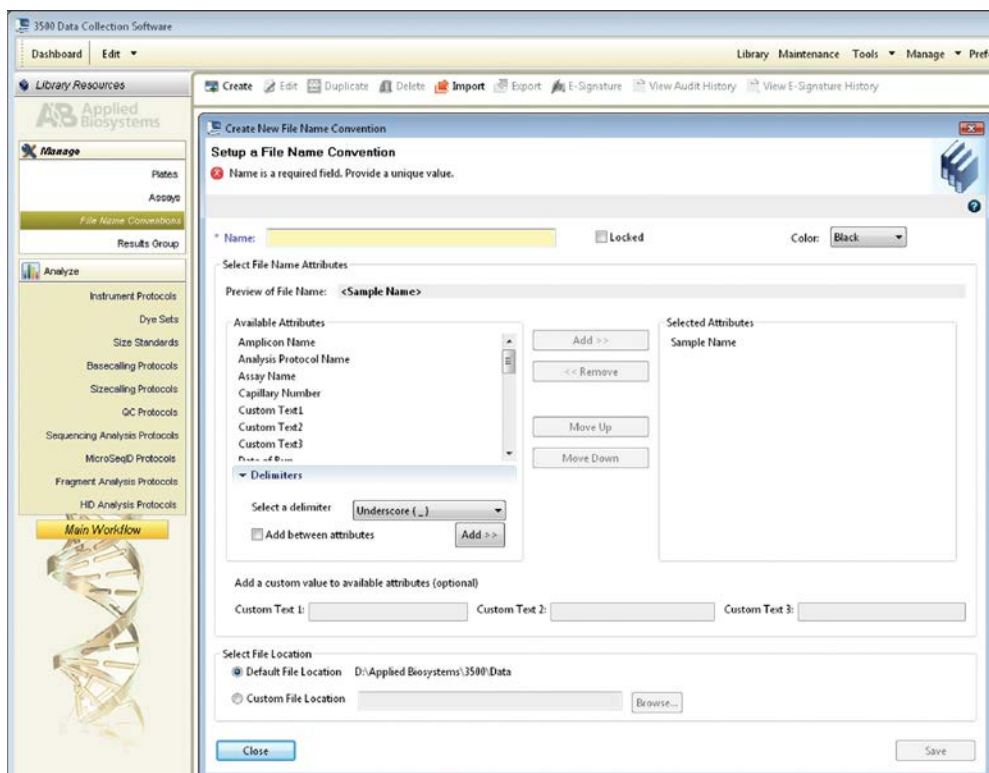 3500 Data Collection Software
Dashboard Edit
Library Maintenance Tools Manage Pref
Library Resources
Create Edit Duplicate Delete Import Export E-Signature View Audit History View E-Signature History
AB Applied
Biosystems
Manage
Plates
Assays
File Name Conventions
Results Group
Analyze
Instrument Protocols
Dye Sets
Size Standards
Basecalling Protocols
Sizecalling Protocols
QC Protocols
Sequencing Analysis Protocols
MicroSeqID Protocols
Fragment Analysis Protocols
HID Analysis Protocols
Main Workflow
Create New File Name Convention
Setup a File Name Convention
Name is a required field. Provide a unique value.
* Name: Locked Color: Black
Select File Name Attributes
Preview of File Name: <Sample Name>
Available Attributes
Amplicon Name
Analysis Protocol Name
Assay Name
Capillary Number
Custom Text1
Custom Text2
Custom Text3
Date of Run
Add >>
<< Remove
Move Up
Move Down
Selected Attributes
Sample Name
Delimiters
Select a delimiter Underscore ( _ )
Add between attributes Add >>
Add a custom value to available attributes (optional)
Custom Text 1: Custom Text 2: Custom Text 3:
Select File Location
Default File Location D:\Applied Biosystems\3500\Data
Custom File Location Browse...
Close Save